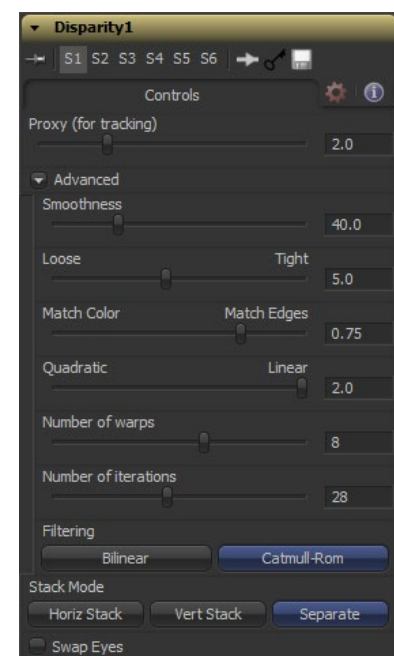 Disparity1
S1 S2 S3 S4 S5 S6
Controls
Proxy (for tracking)
2.0
Advanced
Smoothness
40.0
Loose Tight
5.0
Match Color Match Edges
0.75
Quadratic Linear
2.0
Number of warps
8
Number of iterations
28
Filtering
Bilinear Catmull-Rom
Stack Mode
Horiz Stack Vert Stack Separate
Swap Eyes